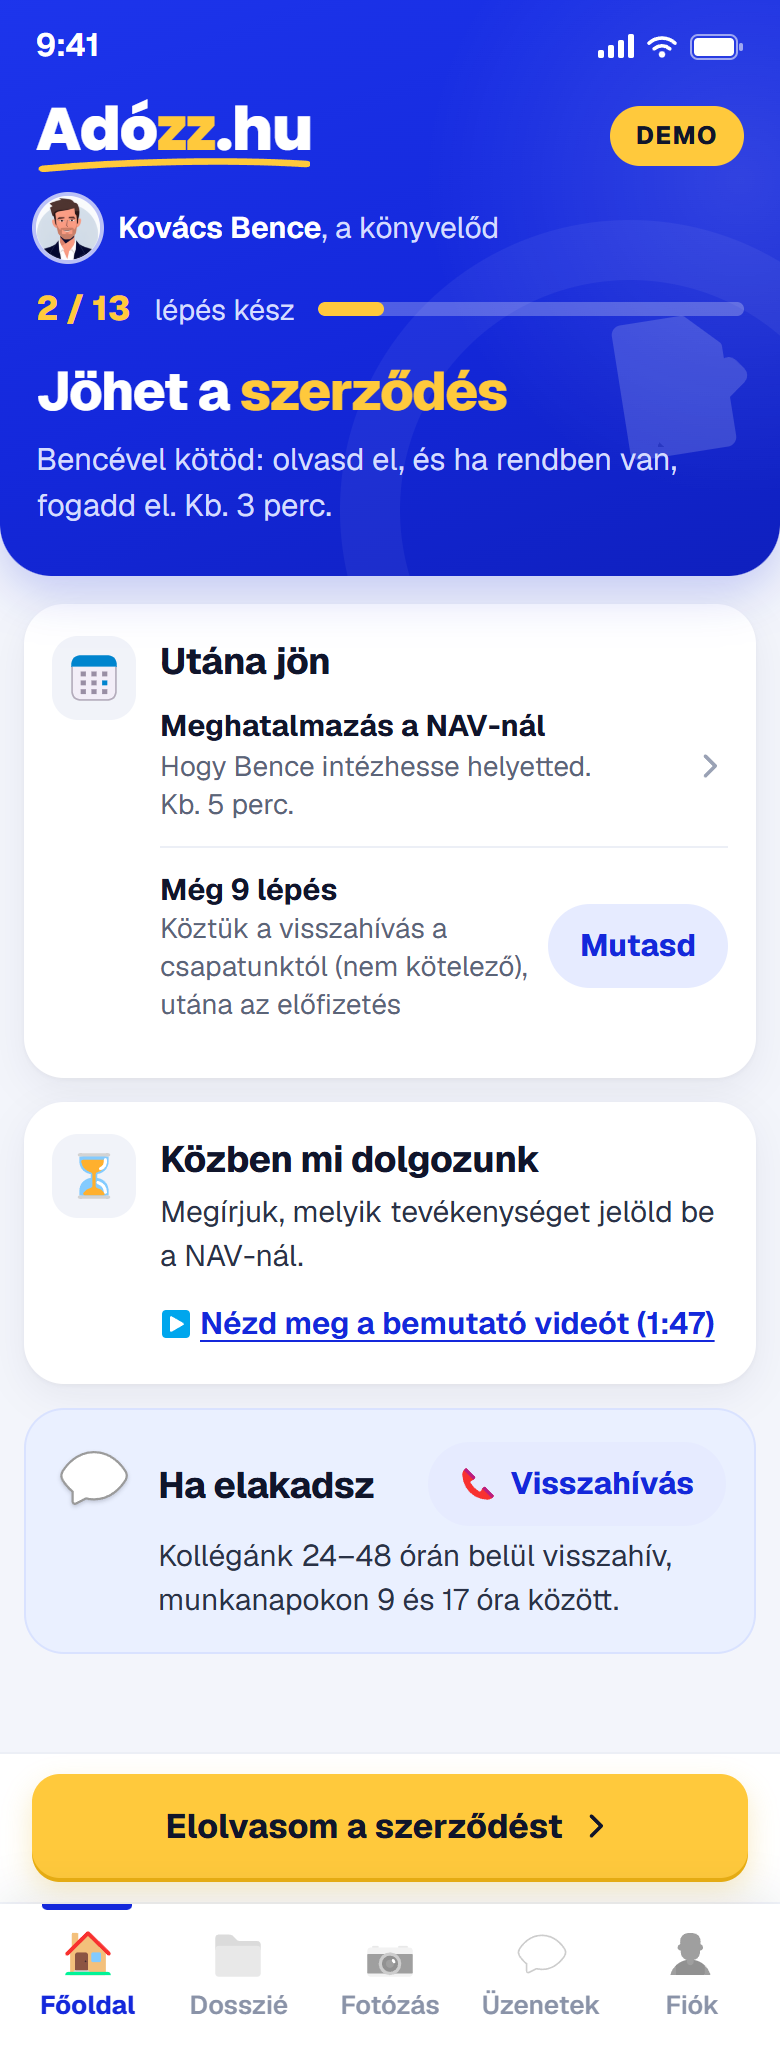 9:41
Adózz.hu
DEMO
Kovács Bence, a könyvelőd
2 / 13 lépés kész
Jöhet a szerződés
Bencével kötöd: olvasd el, és ha rendben van,
fogadd el. Kb. 3 perc.
Utána jön
Meghatalmazás a NAV-nál
Hogy Bence intézhesse helyetted.
Kb. 5 perc.
Még 9 lépés
Köztük a visszahívás a
csapatunktól (nem kötelező),
utána az előfizetés
Mutasd
Közben mi dolgozunk
Megírjuk, melyik tevékenységet jelöld be
a NAV-nál.
Nézd meg a bemutató videót (1:47)
Ha elakadsz
Visszahívás
Kollégánk 24–48 órán belül visszahív,
munkanapokon 9 és 17 óra között.
Elolvasom a szerződést
Főoldal
Dosszié
Fotózás
Üzenetek
Fiók